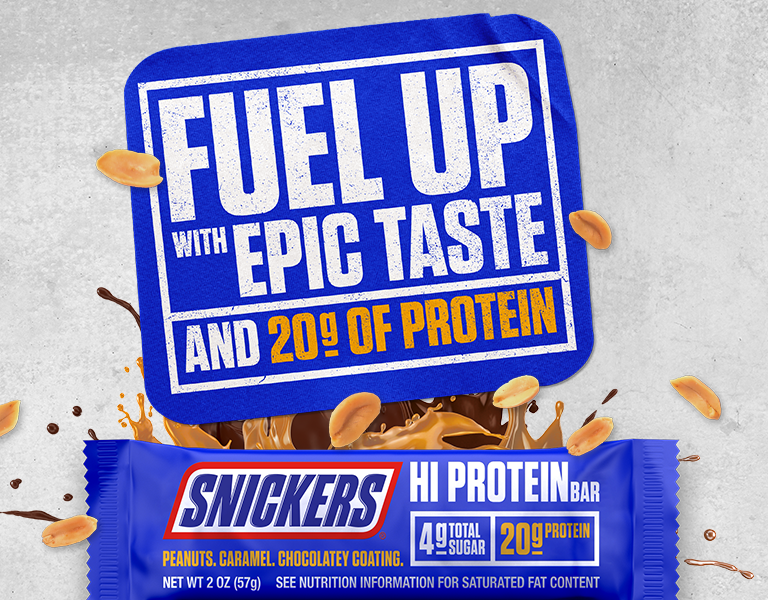 FUEL UP
WITH EPIC TASTE
AND 20g OF PROTEIN
SNICKERS®
HI PROTEIN BAR
4g TOTAL SUGAR
20g PROTEIN
PEANUTS. CARAMEL. CHOCOLATEY COATING.
NET WT 2 OZ (57g) SEE NUTRITION INFORMATION FOR SATURATED FAT CONTENT